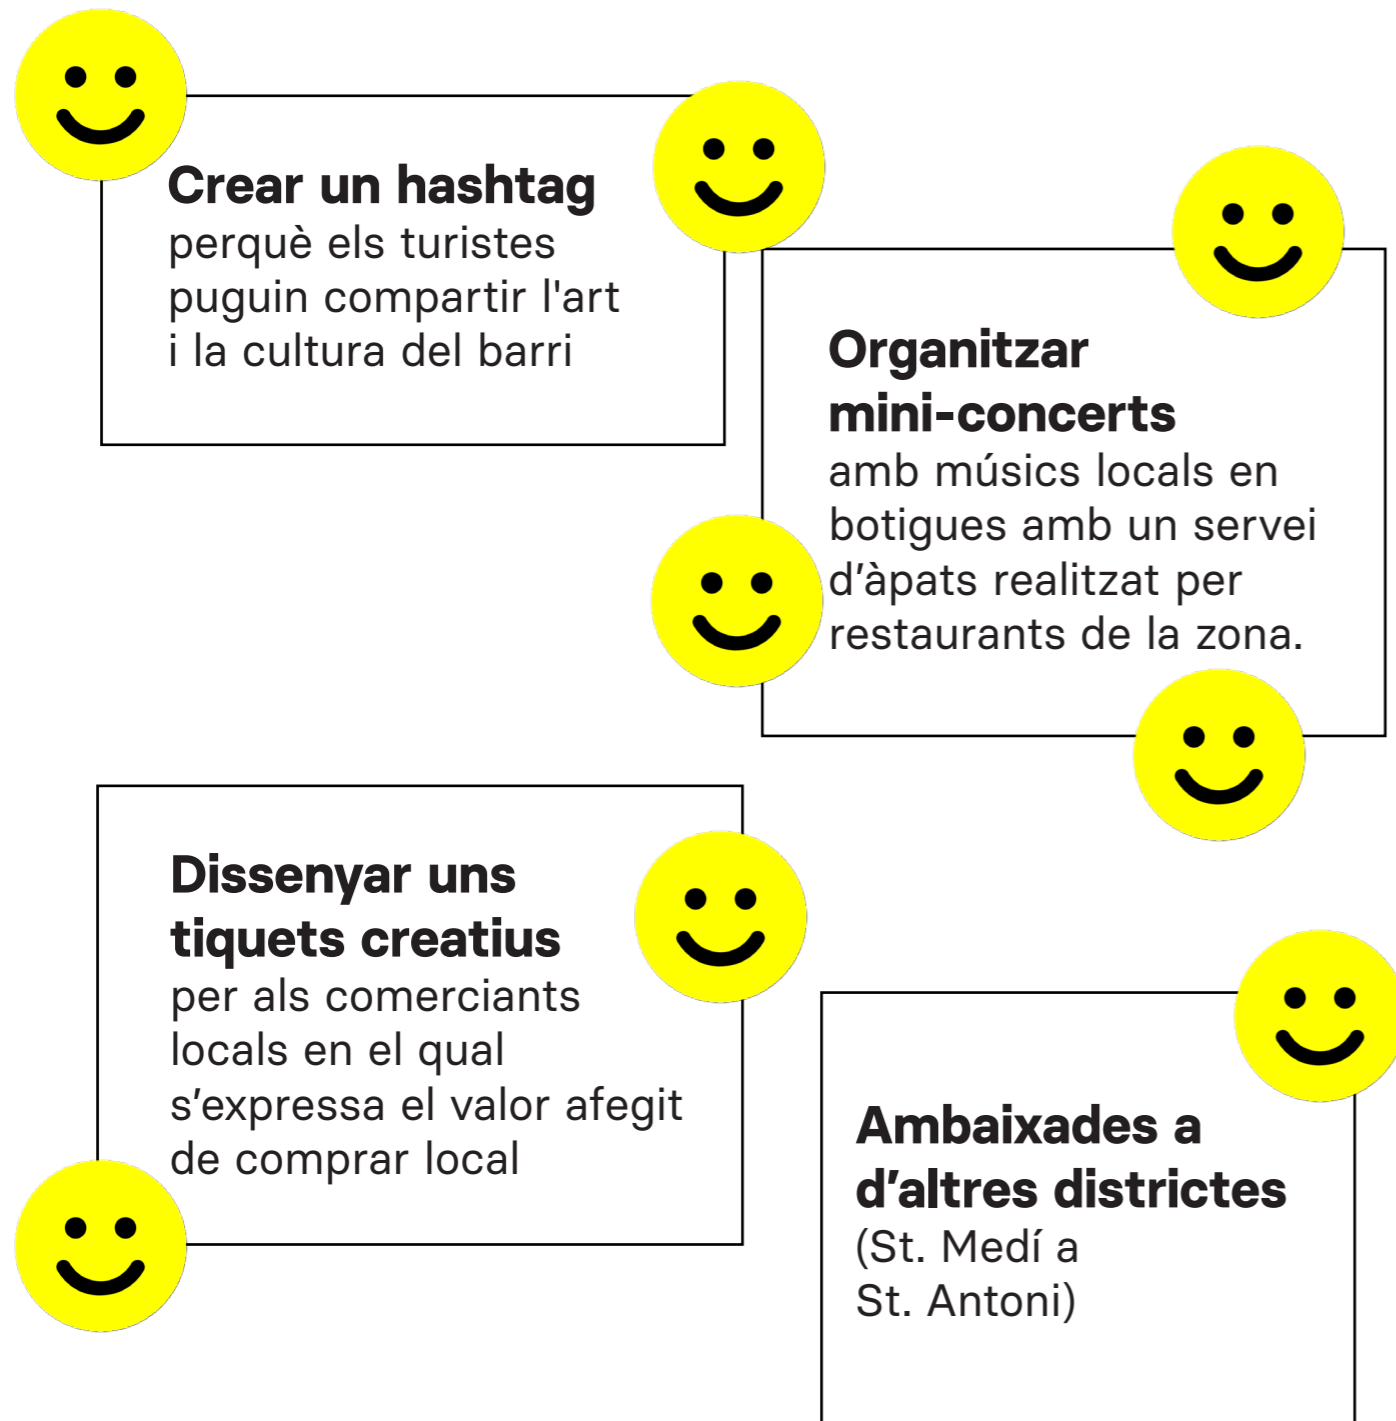 Crear un hashtag
perquè els turistes
puguin compartir l'art
i la cultura del barri
Organitzar
mini-concerts
amb músics locals en
botigues amb un servei
d’àpats realitzat per
restaurants de la zona.
Dissenyar uns
tiquets creatius
per als comerciants
locals en el qual
s’expressa el valor afegit
de comprar local
Ambaixades a
d’altres districtes
(St. Medí a
St. Antoni)